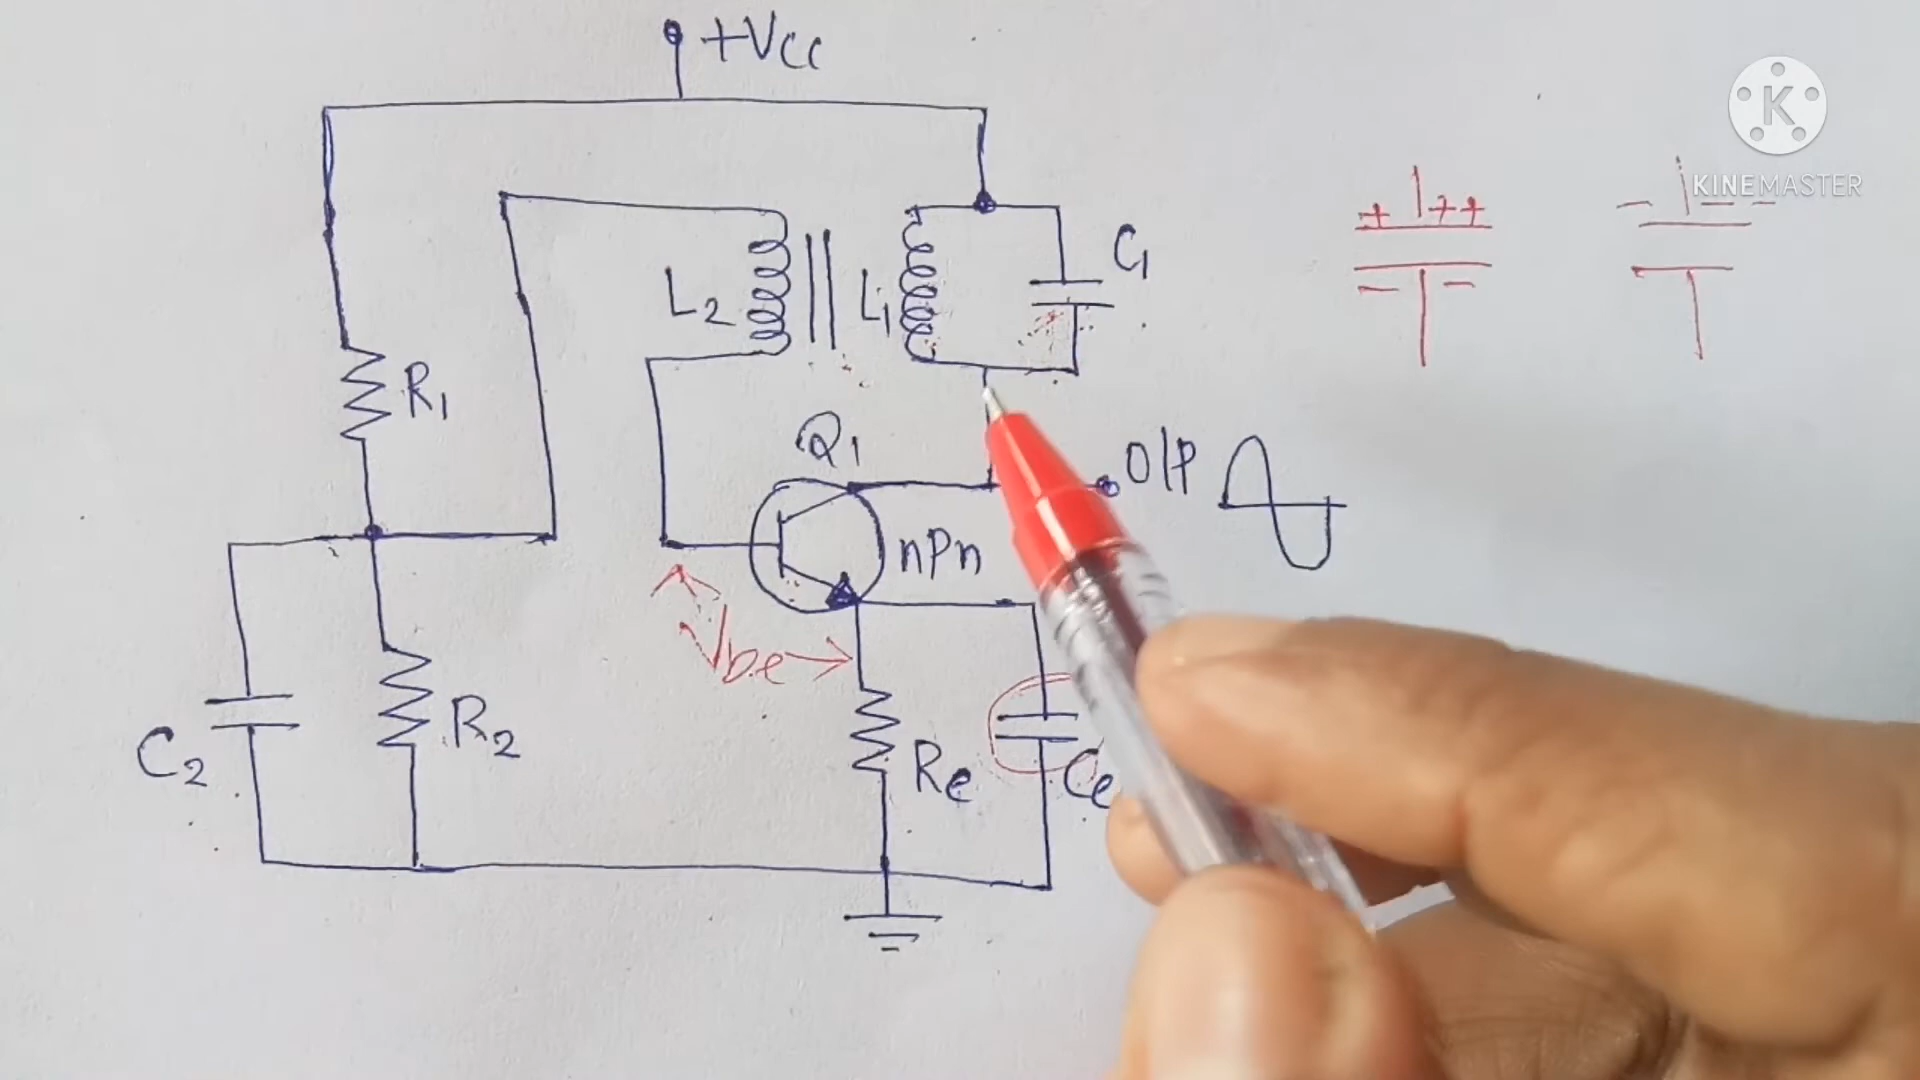 +Vcc
K
KINEMASTER
+ + +
- - -
- -
L2
L1
C1
R1
Q1
O/P
nPn
Vbe
C2
R2
Re
Ce